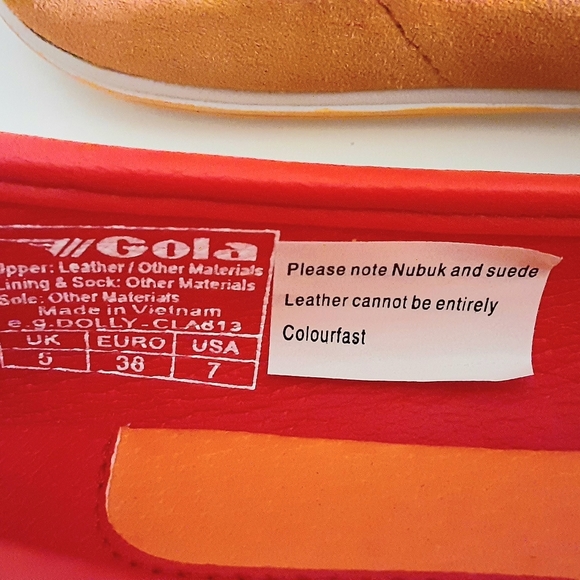 Gola
Upper: Leather / Other Materials
Lining & Sock: Other Materials
Sole: Other Materials
Made in Vietnam
e.g.DOLLY-CLA613
UK EURO USA
5 38 7
Please note Nubuk and suede
Leather cannot be entirely
Colourfast